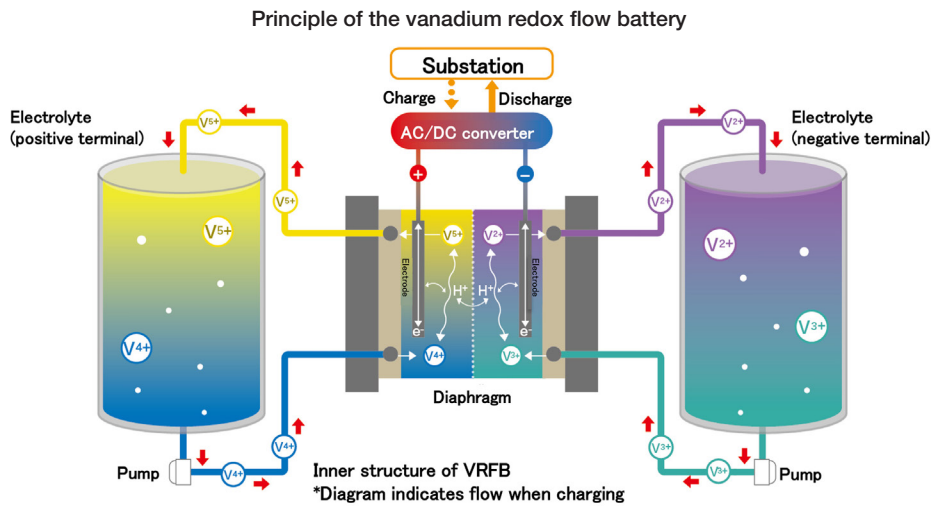 Principle of the vanadium redox flow battery
Substation
Charge
Discharge
AC/DC converter
Electrolyte
(positive terminal)
Electrolyte
(negative terminal)
V5+
V5+
V5+
V4+
V4+
V4+
Pump
+
−
Electrode
Electrode
V5+
V2+
H+
H+
e-
e-
V4+
V3+
Diaphragm
V2+
V2+
V2+
V3+
V3+
V3+
Pump
Inner structure of VRFB
*Diagram indicates flow when charging